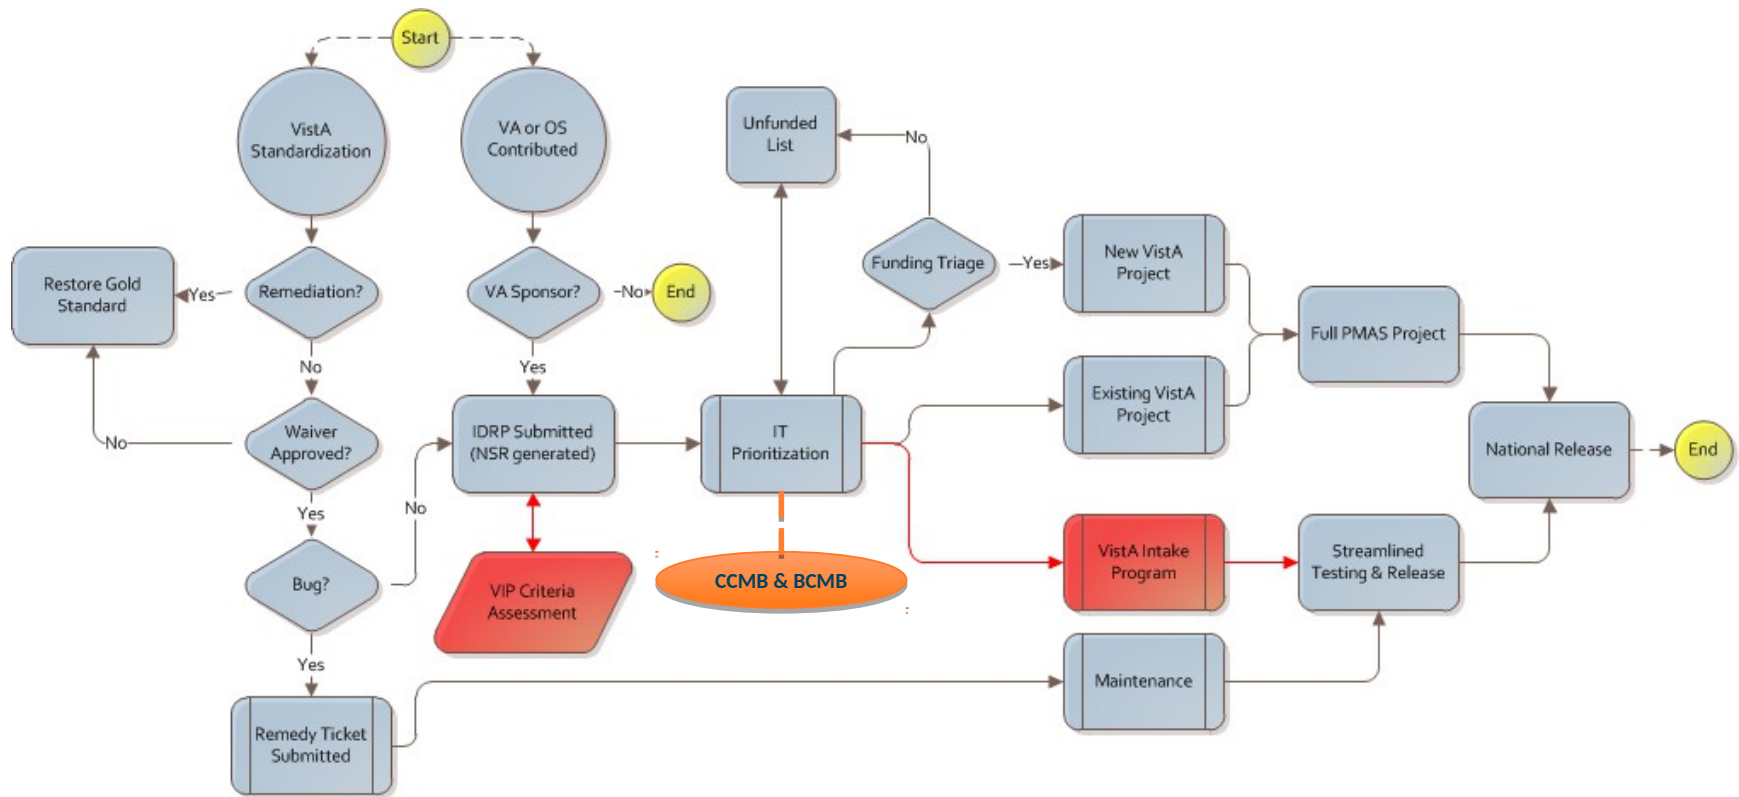 Start
VistA
Standardization
VA or OS
Contributed
Unfunded
List
No
Restore Gold
Standard
Yes
Remediation?
VA Sponsor?
No
End
Funding Triage
Yes
New VistA
Project
Full PMAS Project
No
Yes
Existing VistA
Project
No
Waiver
Approved?
IDRP Submitted
(NSR generated)
IT
Prioritization
National Release
End
Yes
No
Bug?
VIP Criteria
Assessment
CCMB & BCMB
VistA Intake
Program
Streamlined
Testing & Release
Yes
Maintenance
Remedy Ticket
Submitted